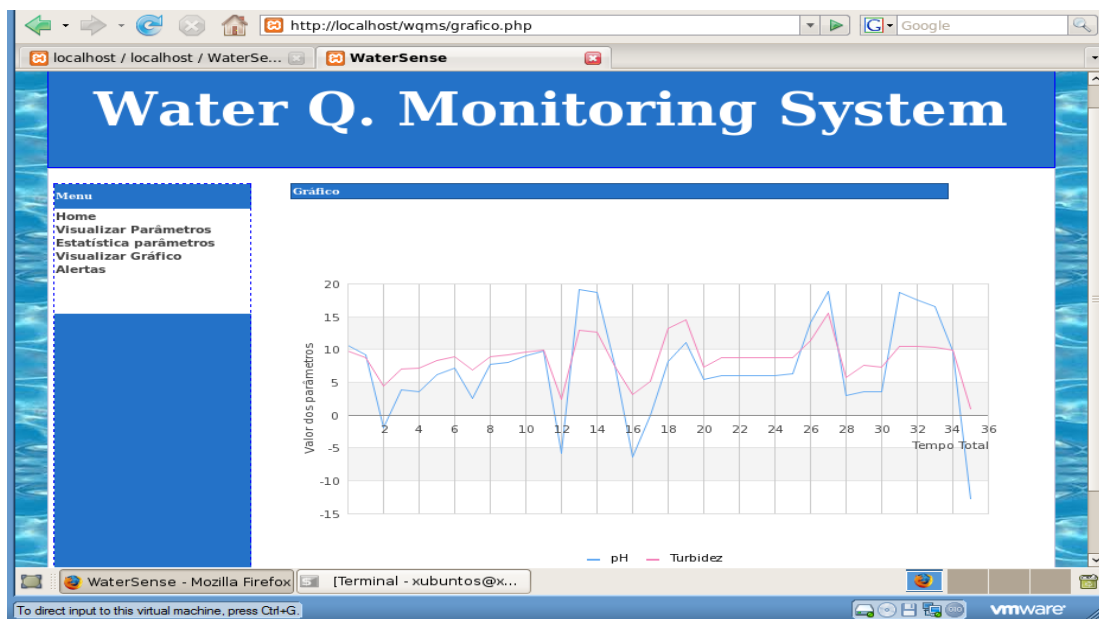 http://localhost/wqms/grafico.php
G Google
localhost / localhost / WaterSe...
WaterSense
Water Q. Monitoring System
Menu
Home
Visualizar Parâmetros
Estatística parâmetros
Visualizar Gráfico
Alertas
Gráfico
Valor dos parâmetros
20
15
10
5
0
-5
-10
-15
2 4 6 8 10 12 14 16 18 20 22 24 26 28 30 32 34 36
Tempo Total
pH Turbidez
WaterSense - Mozilla Firefox
[Terminal - xubuntos@x...
To direct input to this virtual machine, press Ctrl+G.
vmware